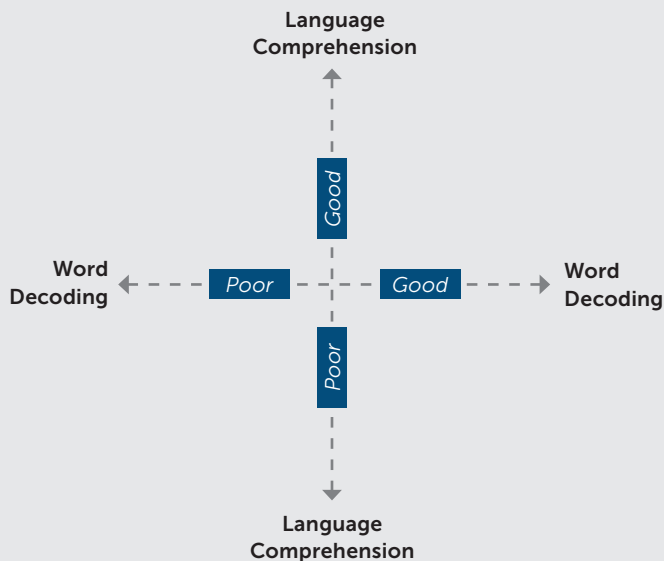 Language
Comprehension
Good
Word
Decoding
Poor
Good
Word
Decoding
Poor
Language
Comprehension